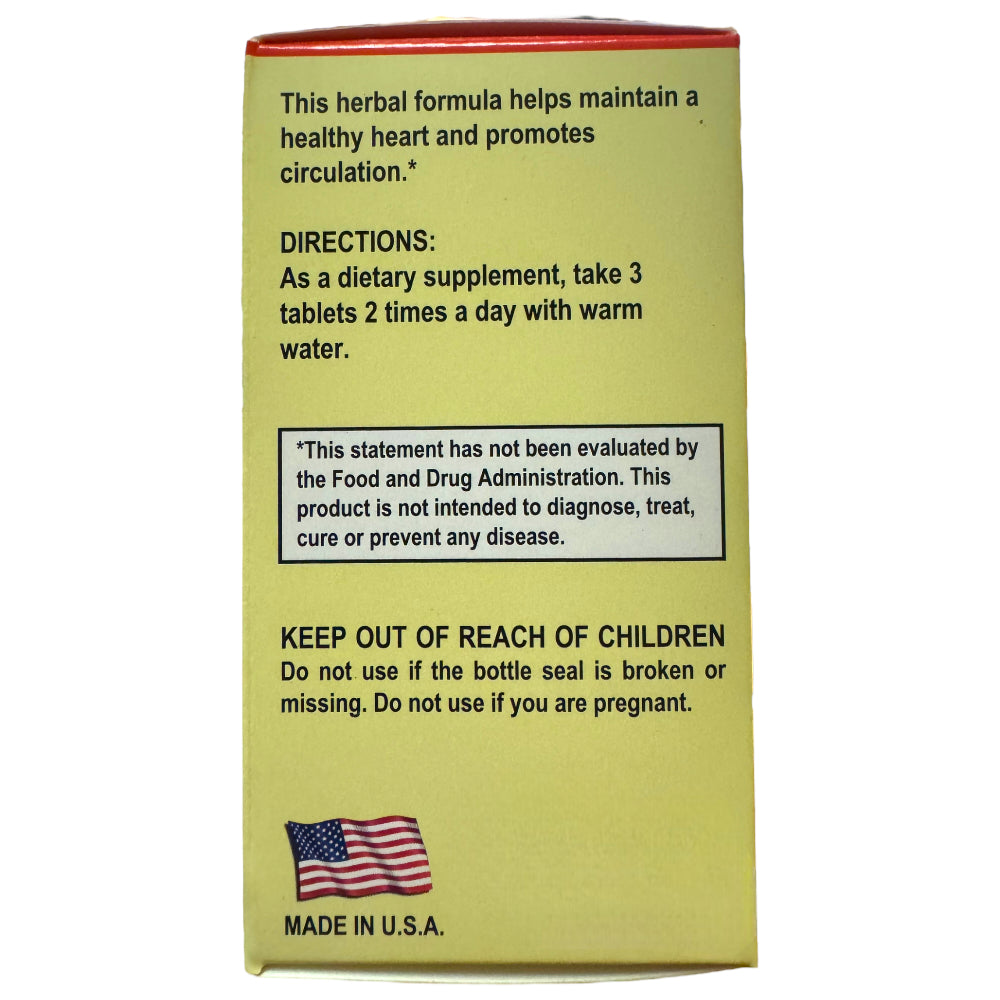 This herbal formula helps maintain a
healthy heart and promotes
circulation.*
DIRECTIONS:
As a dietary supplement, take 3
tablets 2 times a day with warm
water.
*This statement has not been evaluated by
the Food and Drug Administration. This
product is not intended to diagnose, treat,
cure or prevent any disease.
KEEP OUT OF REACH OF CHILDREN
Do not use if the bottle seal is broken or
missing. Do not use if you are pregnant.
MADE IN U.S.A.